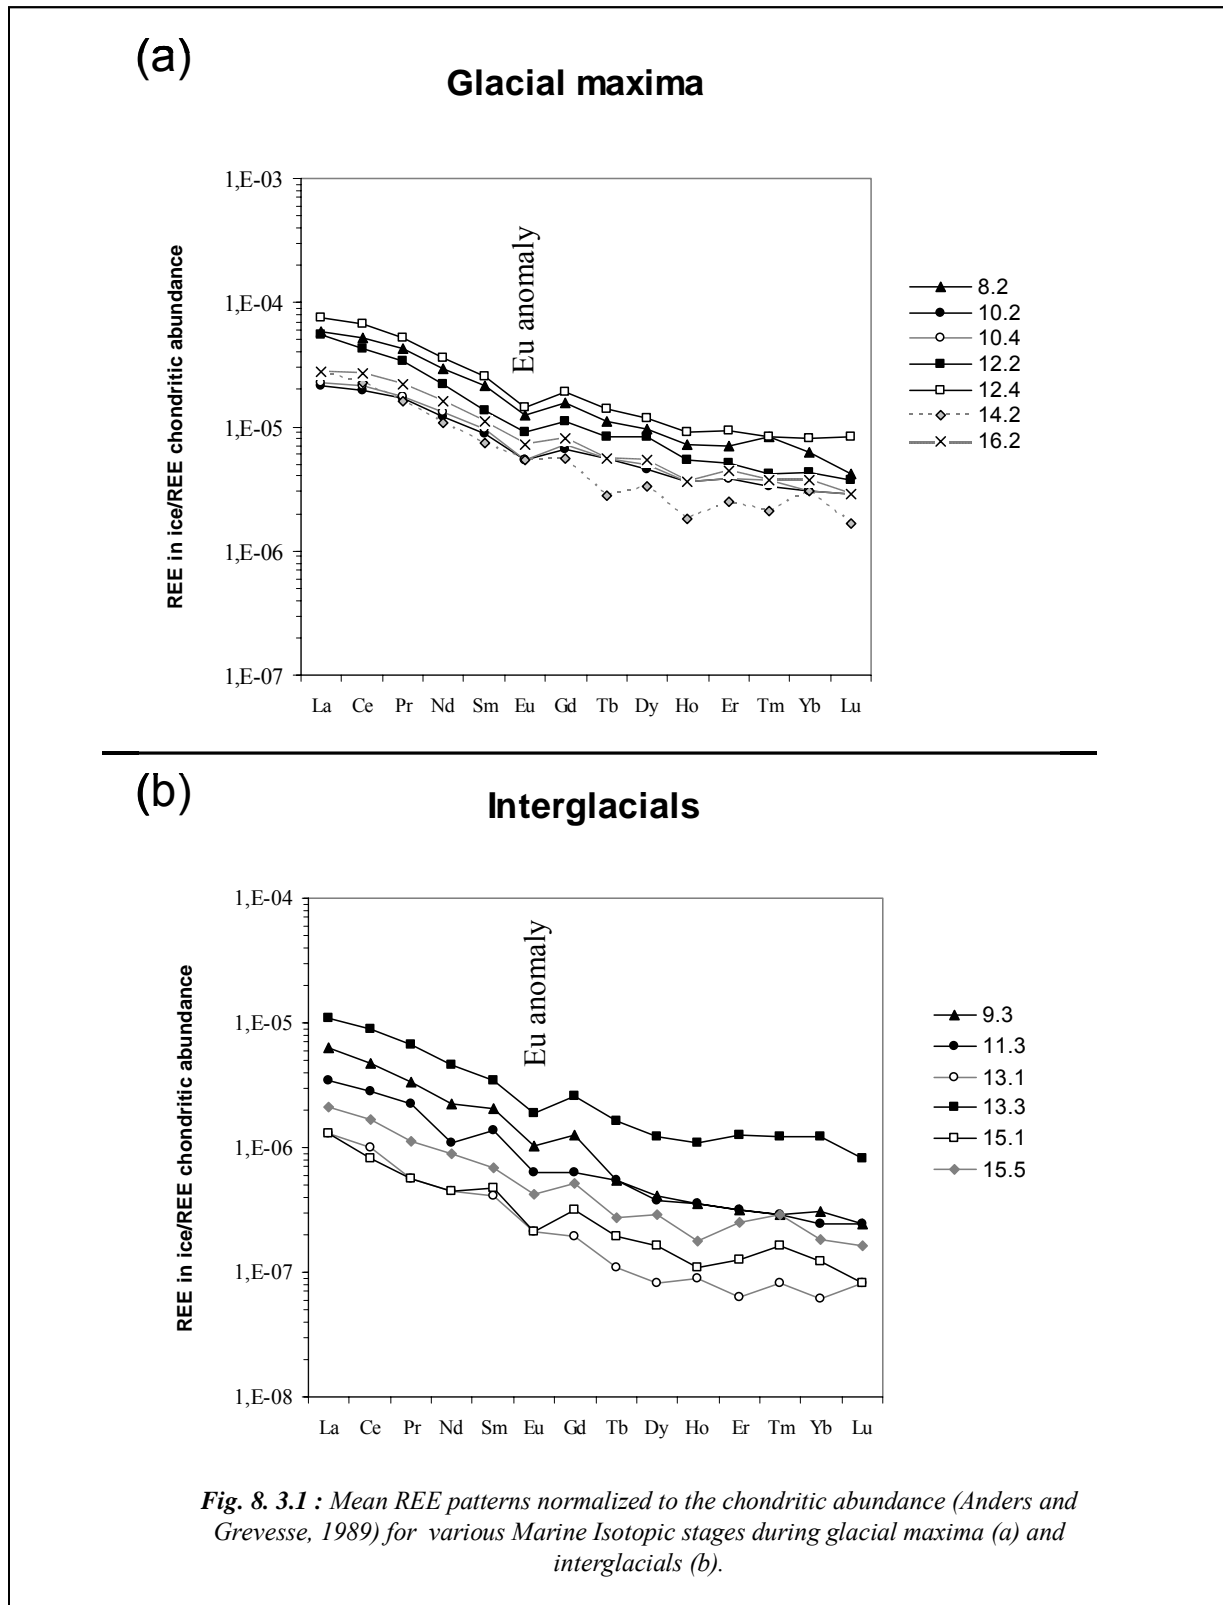 (a)
Glacial maxima
REE in ice/REE chondritic abundance
1,E-03
1,E-04
1,E-05
1,E-06
1,E-07
Eu anomaly
La Ce Pr Nd Sm Eu Gd Tb Dy Ho Er Tm Yb Lu
8.2
10.2
10.4
12.2
12.4
14.2
16.2
(b)
Interglacials
REE in ice/REE chondritic abundance
1,E-04
1,E-05
1,E-06
1,E-07
1,E-08
Eu anomaly
La Ce Pr Nd Sm Eu Gd Tb Dy Ho Er Tm Yb Lu
9.3
11.3
13.1
13.3
15.1
15.5
Fig. 8. 3.1 : Mean REE patterns normalized to the chondritic abundance (Anders and
Grevesse, 1989) for various Marine Isotopic stages during glacial maxima (a) and
interglacials (b).